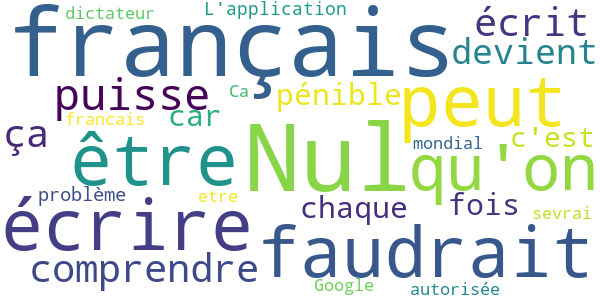 dictateur L'application
français écrit
devient
puisse Ca pénible peut
francais car
ça être Nul mondial c'est
qu'on
problème etre
écrire chaque fois sevrai
comprendre faudrait
Google autorisée